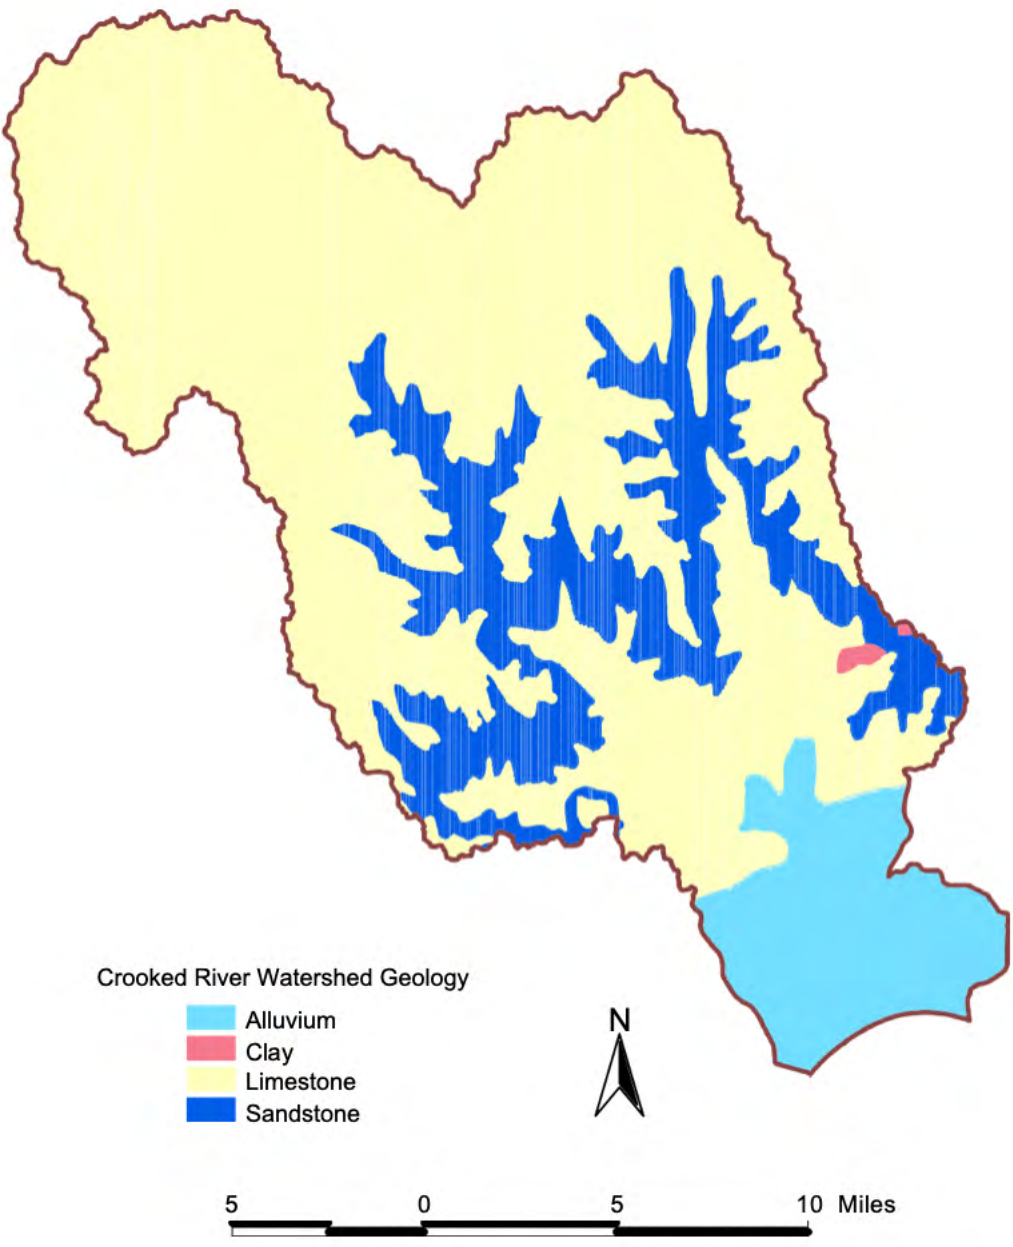 Crooked River Watershed Geology
Alluvium
Clay
Limestone
Sandstone
N
5 0 5 10 Miles